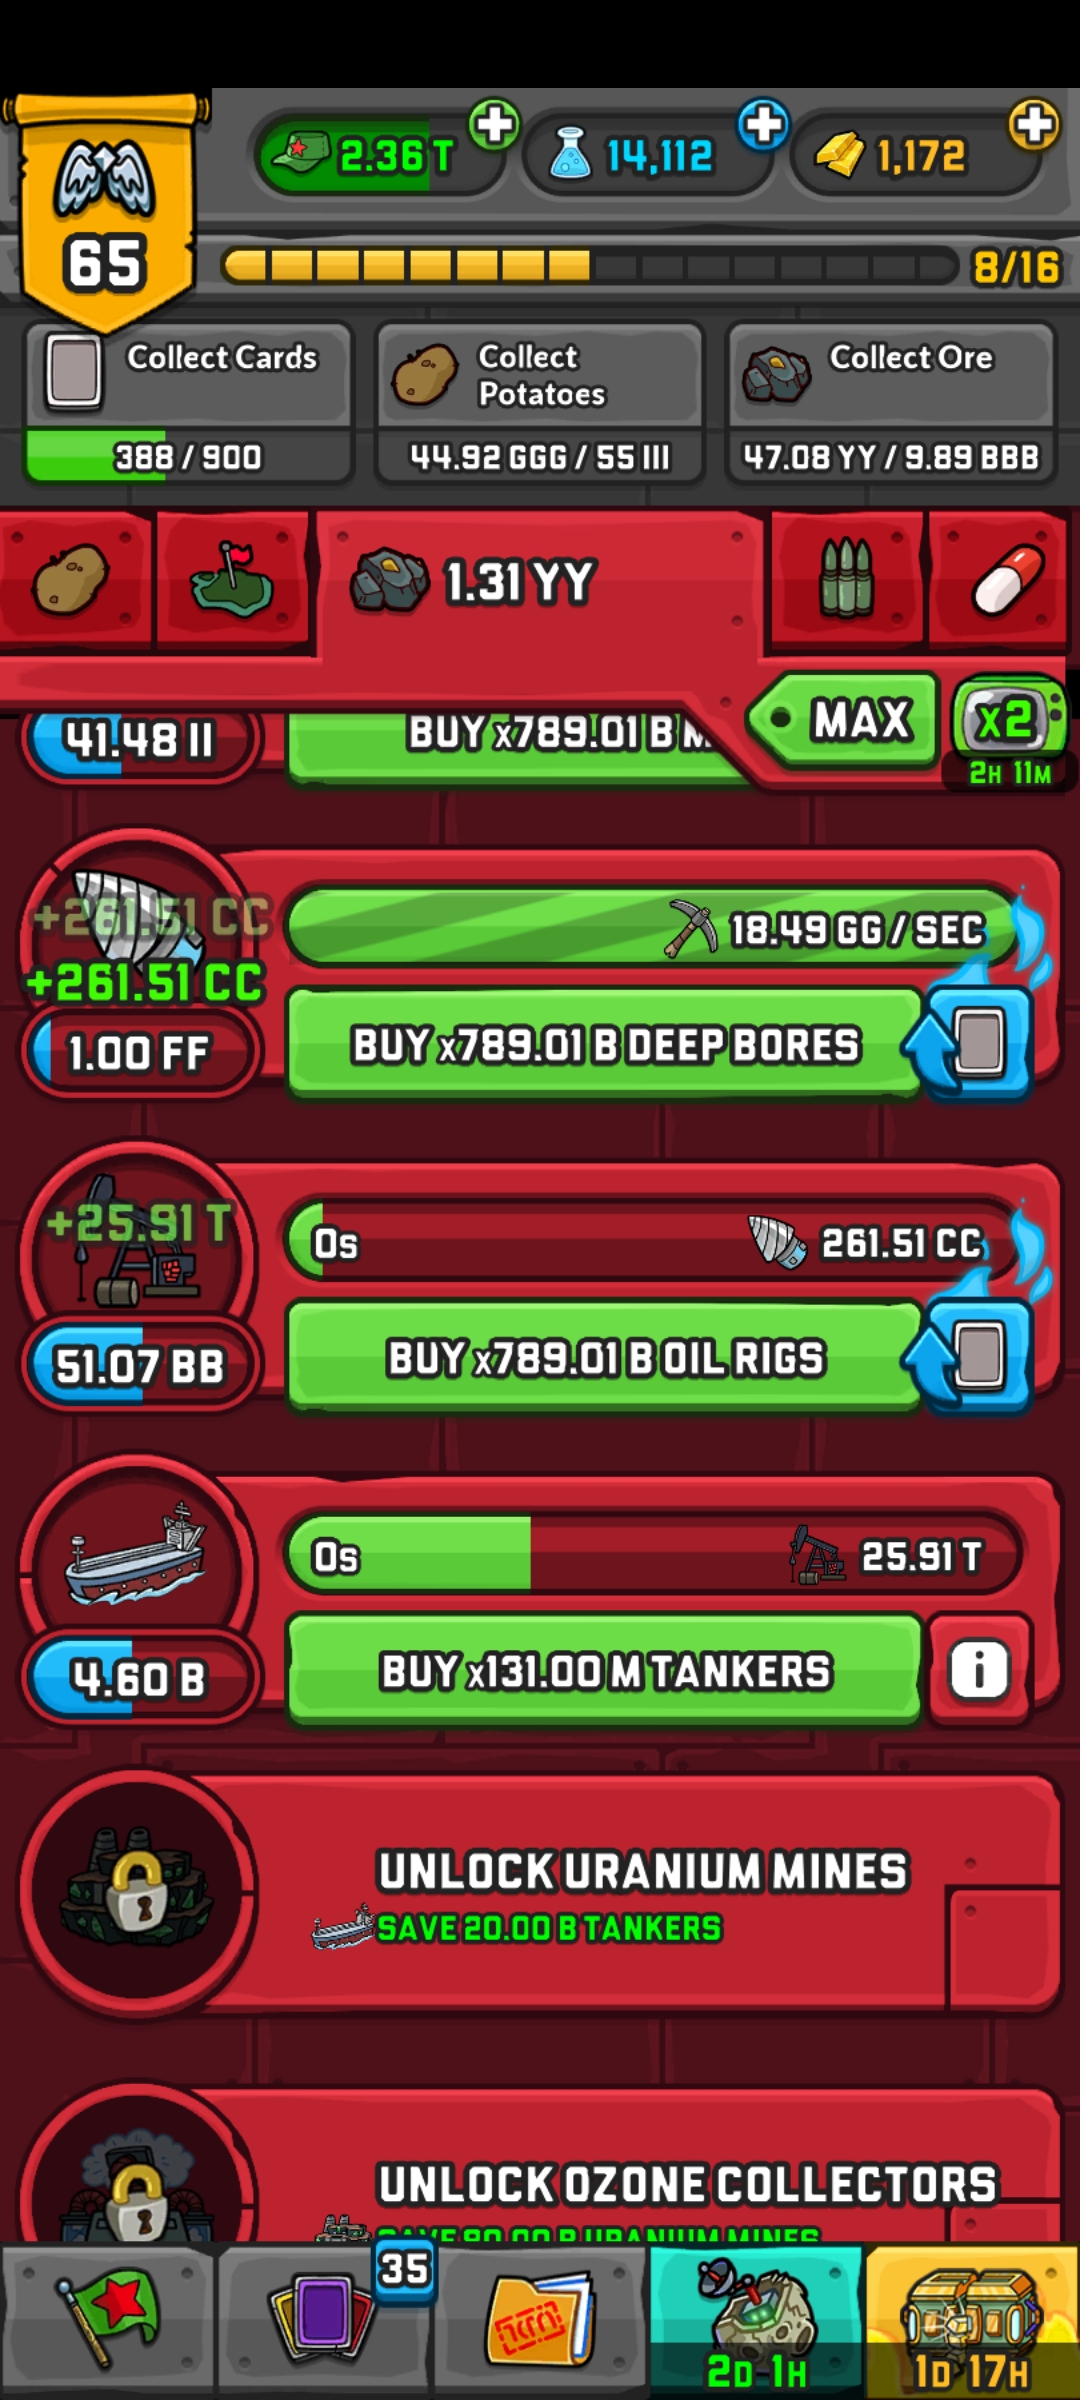 2.36 T
14,112
1,172
65
8/16
Collect Cards
388 / 900
Collect
Potatoes
44.92 GGG / 55 III
Collect Ore
47.08 YY / 9.89 BBB
1.31 YY
MAX
x2
2H 11M
41.48 II
BUY x789.01 B
+261.51 CC
+261.51 CC
18.49 GG / SEC
1.00 FF
BUY x789.01 B DEEP BORES
+25.91 T
0s
261.51 CC
51.07 BB
BUY x789.01 B OIL RIGS
0s
25.91 T
4.60 B
BUY x131.00 M TANKERS
i
UNLOCK URANIUM MINES
SAVE 20.00 B TANKERS
UNLOCK OZONE COLLECTORS
SAVE 80.00 B URANIUM MINES
35
2D 1H
1D 17H